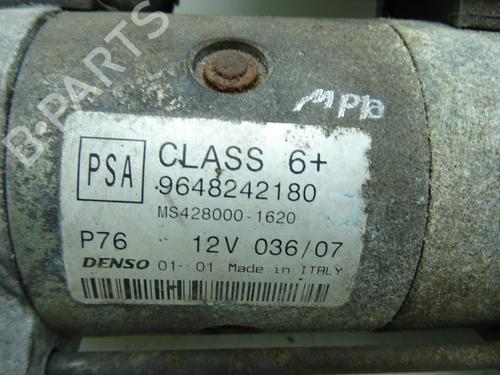 MPB
B-PARTS
PSA
CLASS 6+
9648242180
MS428000-1620
P76 12V 036/07
DENSO 01-01 Made in ITALY